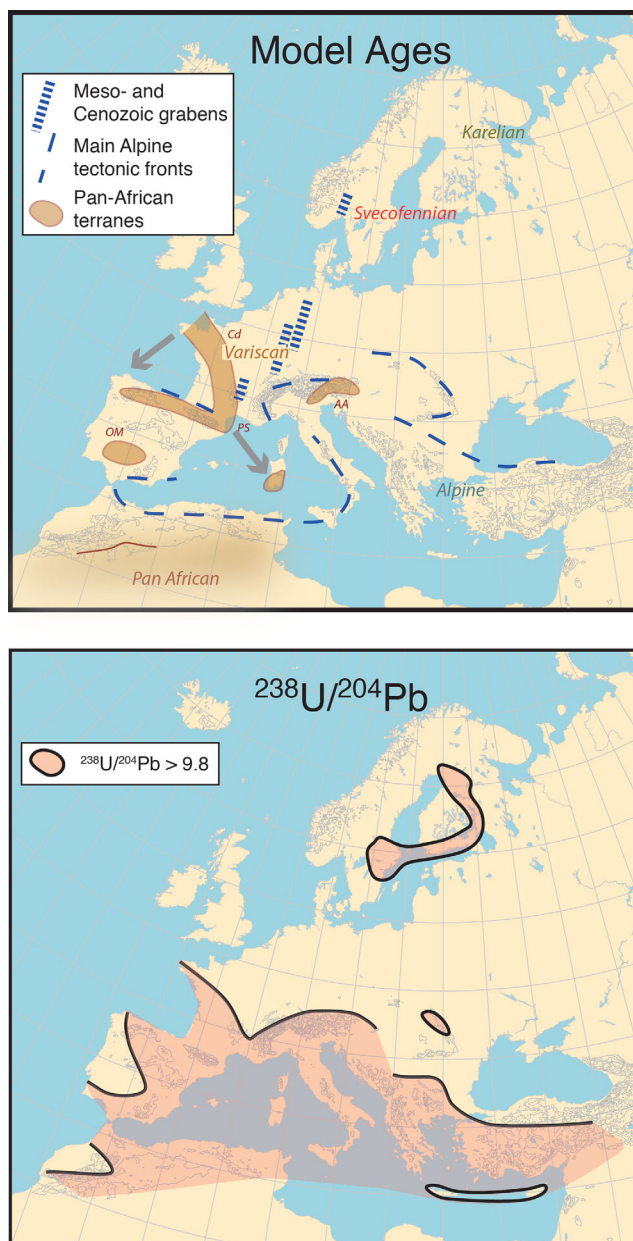 Model Ages
Meso- and
Cenozoic grabens
Main Alpine
tectonic fronts
Pan-African
terranes
Karelian
Svecofennian
Cd
Variscan
AA
PS
OM
Alpine
Pan African
²³⁸U/²⁰⁴Pb
²³⁸U/²⁰⁴Pb > 9.8